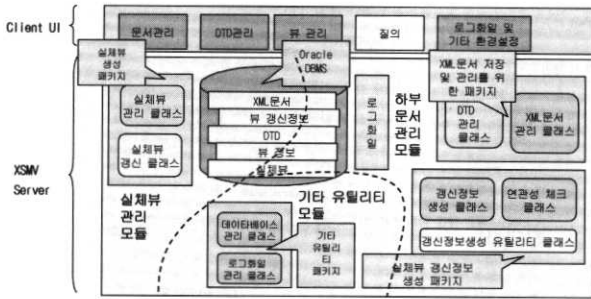 Client UI
문서관리
DTD관리
뷰 관리
질의
로그화일 및
기타 환경설정
실체뷰
생성
패키지
Oracle
DBMS
XML문서 저장
및 관리를 위
한 패키지
실체뷰
관리 클래스
실체뷰
갱신 클래스
XML문서
뷰 갱신정보
DTD
뷰 정보
실체뷰
로그화일
하부
문서
관리
모듈
DTD
관리
클래스
XML문서
관리 클래스
XSMV
Server
실체뷰
관리
모듈
기타 유틸리티
모듈
데이타베이스
관리 클래스
로그화일
관리 클래스
기타
유틸리
티
패키지
갱신정보
생성 클래스
연관성 체크
클래스
갱신정보생성 유틸리티 클래스
실체뷰 갱신정보
생성 패키지